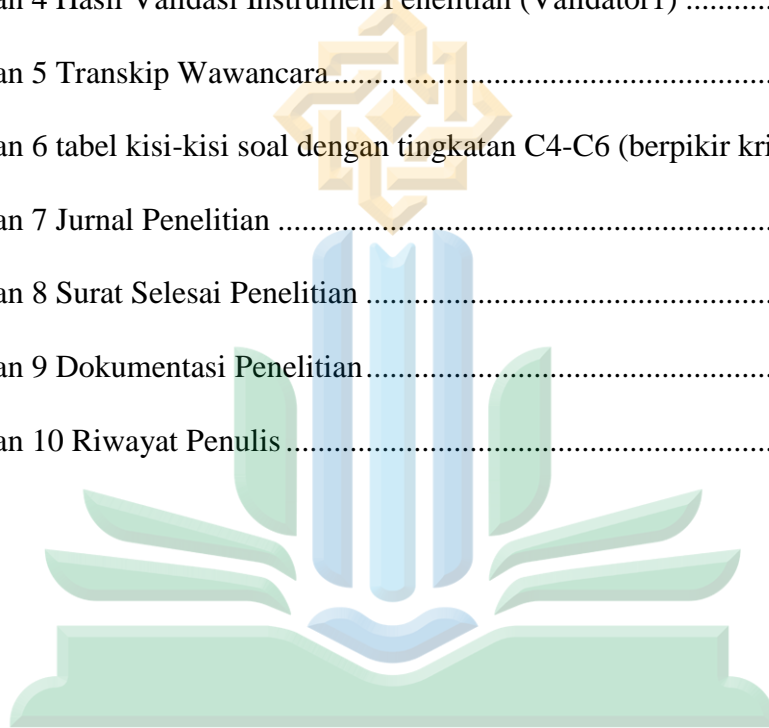 an 4 Hasil Validasi Instrumen Penelitian (Validator1) ...........
an 5 Transkip Wawancara.......................................................
an 6 tabel kisi-kisi soal dengan tingkatan C4-C6 (berpikir kri
an 7 Jurnal Penelitian ..............................................................
an 8 Surat Selesai Penelitian ...................................................
an 9 Dokumentasi Penelitian...................................................
an 10 Riwayat Penulis .............................................................